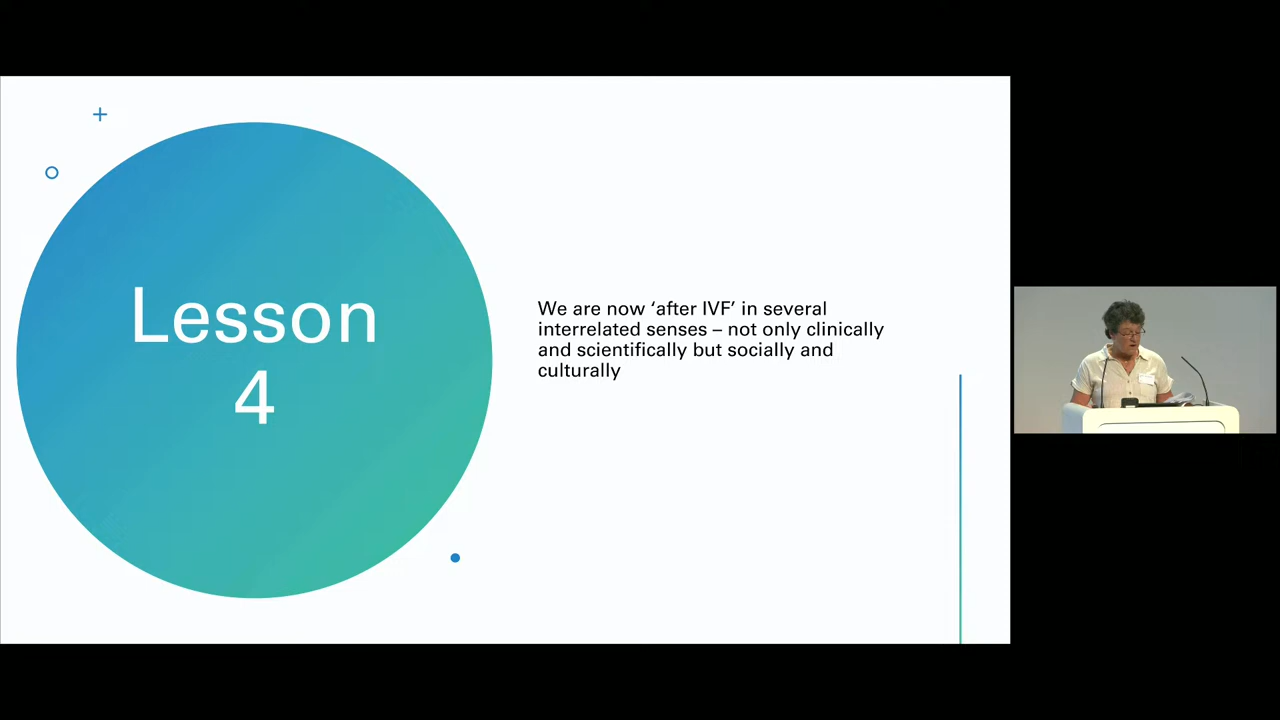 Lesson
4
We are now ‘after IVF’ in several
interrelated senses – not only clinically
and scientifically but socially and
culturally